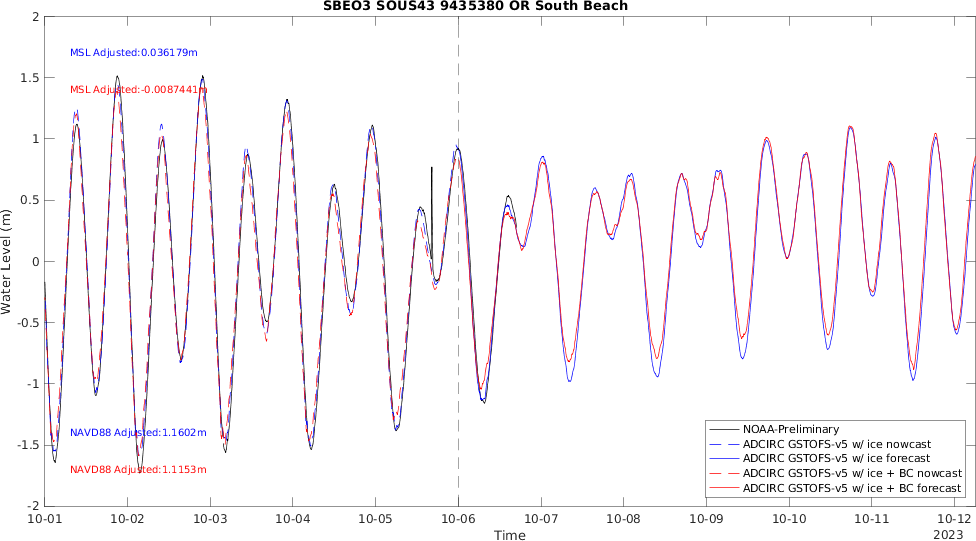 SBEO3 SOUS43 9435380 OR South Beach
2
1.5
1
0.5
0
-0.5
-1
-1.5
-2
Water Level (m)
MSL Adjusted:0.036179m
MSL Adjusted:-0.0087441m
NAVD88 Adjusted:1.1602m
NAVD88 Adjusted:1.1153m
NOAA-Preliminary
ADCIRC GSTOFS-v5 w/ ice nowcast
ADCIRC GSTOFS-v5 w/ ice forecast
ADCIRC GSTOFS-v5 w/ ice + BC nowcast
ADCIRC GSTOFS-v5 w/ ice + BC forecast
10-01 10-02 10-03 10-04 10-05 10-06 10-07 10-08 10-09 10-10 10-11 10-12
2023
Time